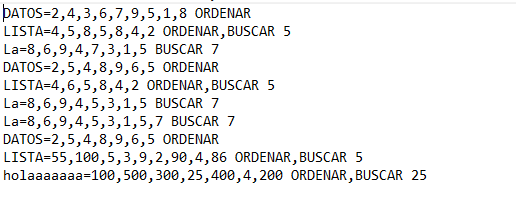 DATOS=2,4,3,6,7,9,5,1,8 ORDENAR
LISTA=4,5,8,5,8,4,2 ORDENAR,BUSCAR 5
La=8,6,9,4,7,3,1,5 BUSCAR 7
DATOS=2,5,4,8,9,6,5 ORDENAR
LISTA=4,6,5,8,4,2 ORDENAR,BUSCAR 5
La=8,6,9,4,5,3,1,5 BUSCAR 7
La=8,6,9,4,5,3,1,5,7 BUSCAR 7
DATOS=2,5,4,8,9,6,5 ORDENAR
LISTA=55,100,5,3,9,2,90,4,86 ORDENAR,BUSCAR 5
holaaaaaaa=100,500,300,25,400,4,200 ORDENAR,BUSCAR 25